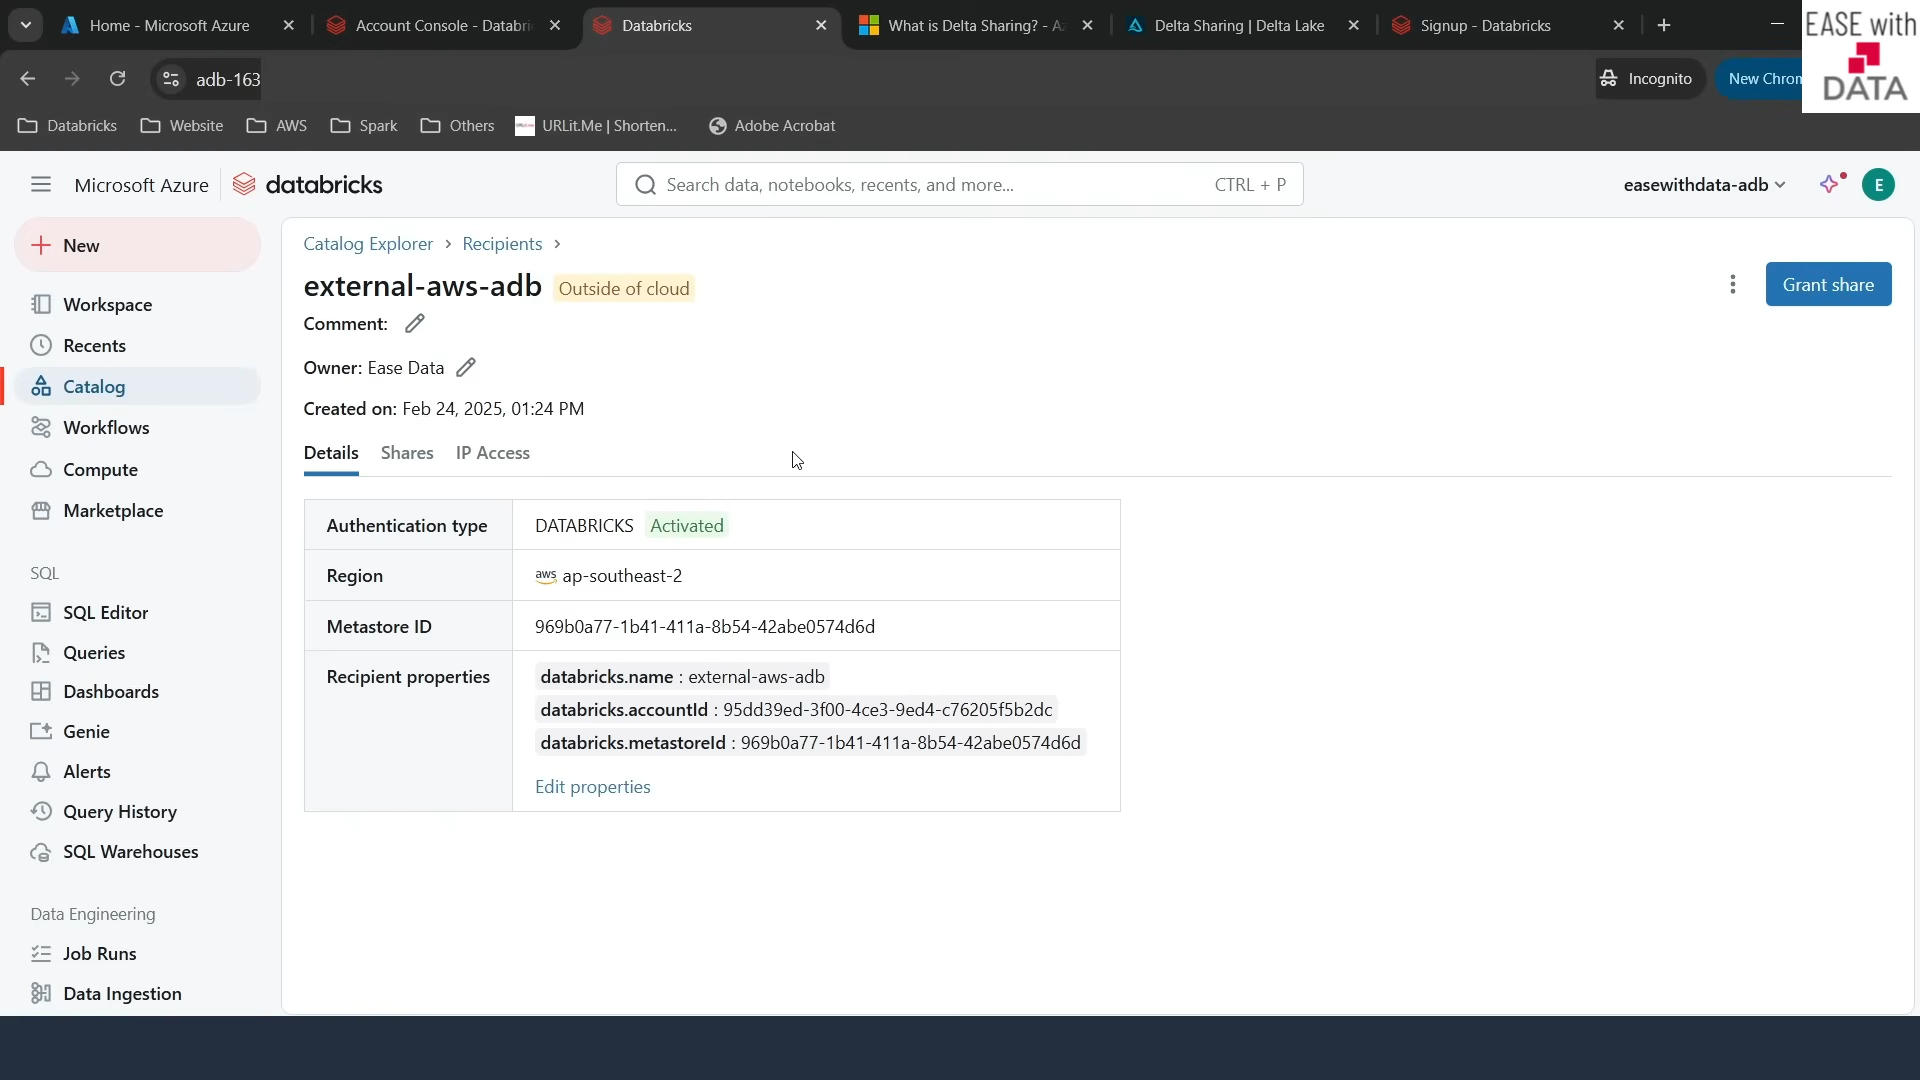 Home - Microsoft Azure
Account Console - Databri
Databricks
What is Delta Sharing? - Az
Delta Sharing | Delta Lake
Signup - Databricks
EASE with
DATA
adb-163
Incognito
New Chrom
Databricks
Website
AWS
Spark
Others
URLit.Me | Shorten...
Adobe Acrobat
Microsoft Azure
databricks
Search data, notebooks, recents, and more...
CTRL + P
easewithdata-adb
E
New
Workspace
Recents
Catalog
Workflows
Compute
Marketplace
SQL
SQL Editor
Queries
Dashboards
Genie
Alerts
Query History
SQL Warehouses
Data Engineering
Job Runs
Data Ingestion
Catalog Explorer > Recipients >
external-aws-adb Outside of cloud
Grant share
Comment:
Owner: Ease Data
Created on: Feb 24, 2025, 01:24 PM
Details Shares IP Access
Authentication type DATABRICKS Activated
Region aws ap-southeast-2
Metastore ID 969b0a77-1b41-411a-8b54-42abe0574d6d
Recipient properties databricks.name : external-aws-adb
databricks.accountId : 95dd39ed-3f00-4ce3-9ed4-c76205f5b2dc
databricks.metastoreId : 969b0a77-1b41-411a-8b54-42abe0574d6d
Edit properties